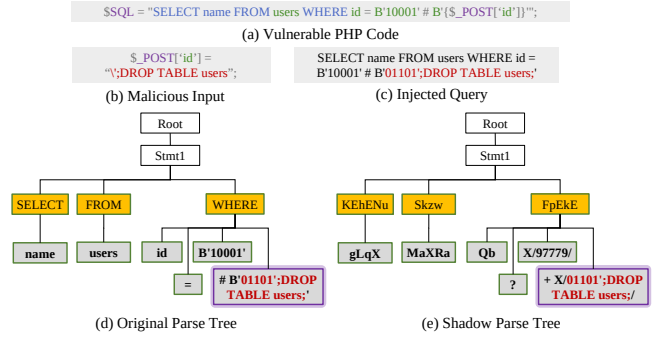 $SQL = "SELECT name FROM users WHERE id = B'10001' # B'{$_POST['id']}'";
(a) Vulnerable PHP Code
$_POST['id'] =
"\';DROP TABLE users";
(b) Malicious Input
SELECT name FROM users WHERE id =
B'10001' # B'01101';DROP TABLE users;'
(c) Injected Query
Root
Stmt1
SELECT
FROM
WHERE
name
users
id
B'10001'
=
# B'01101';DROP
TABLE users;'
(d) Original Parse Tree
Root
Stmt1
KEhENu
Skzw
FpEkE
gLqX
MaXRa
Qb
X/97779/
?
+ X/01101';DROP
TABLE users;/
(e) Shadow Parse Tree